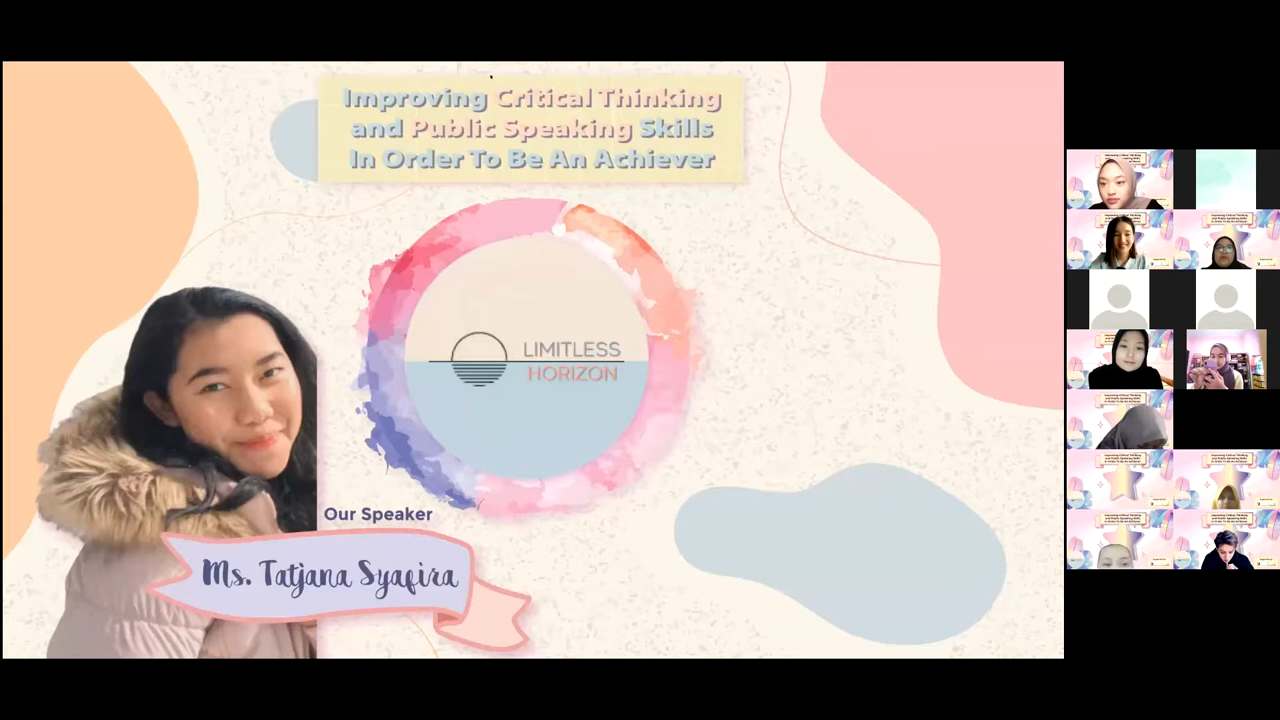 Improving Critical Thinking
and Public Speaking Skills
In Order To Be An Achiever
LIMITLESS
HORIZON
Our Speaker
Ms. Tatjana Syafira